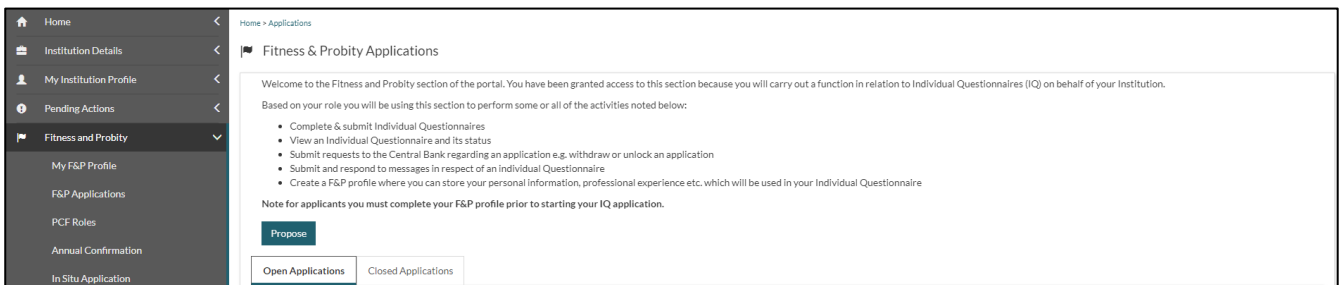 Home
Institution Details
My Institution Profile
Pending Actions
Fitness and Probity
My F&P Profile
F&P Applications
PCF Roles
Annual Confirmation
In Situ Application
Home > Applications
Fitness & Probity Applications
Welcome to the Fitness and Probity section of the portal. You have been granted access to this section because you will carry out a function in relation to Individual Questionnaires (IQ) on behalf of your Institution.
Based on your role you will be using this section to perform some or all of the activities noted below:
• Complete & submit Individual Questionnaires
• View an Individual Questionnaire and its status
• Submit requests to the Central Bank regarding an application e.g. withdraw or unlock an application
• Submit and respond to messages in respect of an individual Questionnaire
• Create a F&P profile where you can store your personal information, professional experience etc. which will be used in your Individual Questionnaire
Note for applicants you must complete your F&P profile prior to starting your IQ application.
Propose
Open Applications
Closed Applications